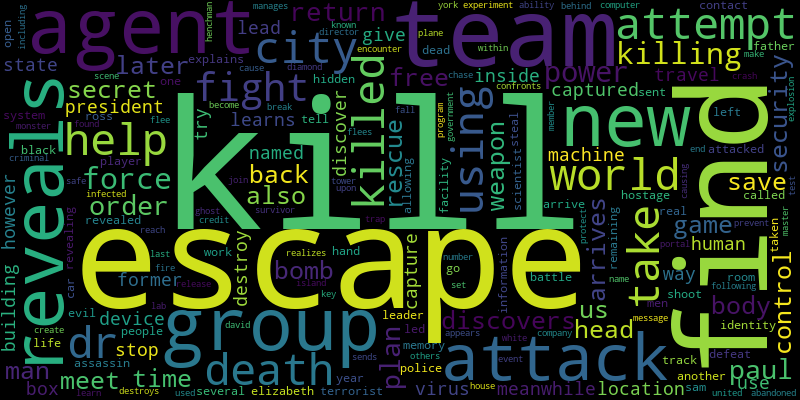 agent
team
attempt
city
return
give
lead
later
state
explains
secret
president
ross
learns
fight
try
tell
killed
free
rescue
power
inside
killing
captured
sent
travel
father
security
open
including
however
building
reveals
help
force
order
former
device
people
assassin
dr
man
box
life
stop
meet
time
named
back
also
destroy
bomb
capture
hand
work
kill
escape
group
death
attack
find
new
world
using
weapon
machine
save
hostage
arrive
take
arrives
game
human
control
taken
body
us
head
discovers
discover
hidden
dead
leader
plan
led
memory
police
virus
meanwhile
location
paul
use
sam
another
track
shoot
defeat
identity
way
room
called
real
remaining
men
message
battle
information
go
set
number
key
island
realizes
ghost
join
tower
upon
survivor
credit
release
trap
fall
flees
confronts
encounter
director
computer
york
experiment
ability
behind
contact
plane
within
manages
known
cause
diamond
break
become
chase
crash
make
scene
one
system
found
monster
flee
black
player
criminal
revealed
safe
infected
reach
last
fire
lab
evil
create
car revealing
learn
destroys
used
several
elizabeth
terrorist
year
david
sends
others
appears
white
event
company
house
name
united
abandoned
test
master
following
portal
prevent
causing
protect
end
attacked
left
explosion
member
steal
scientist
facility
allowing
program
government
henchman